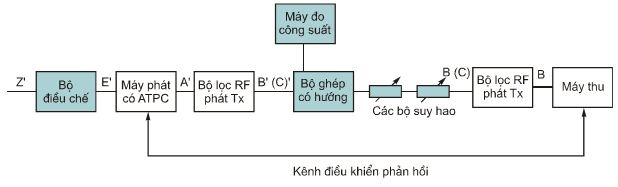 Máy đo
công suất
Z'
Bộ
điều chế
E'
Máy phát
có ATPC
A'
Bộ lọc RF
phát Tx
B' (C)'
Bộ ghép
có hướng
Các bộ suy hao
B (C)
Bộ lọc RF
phát Tx
B
Máy thu
Kênh điều khiển phản hồi